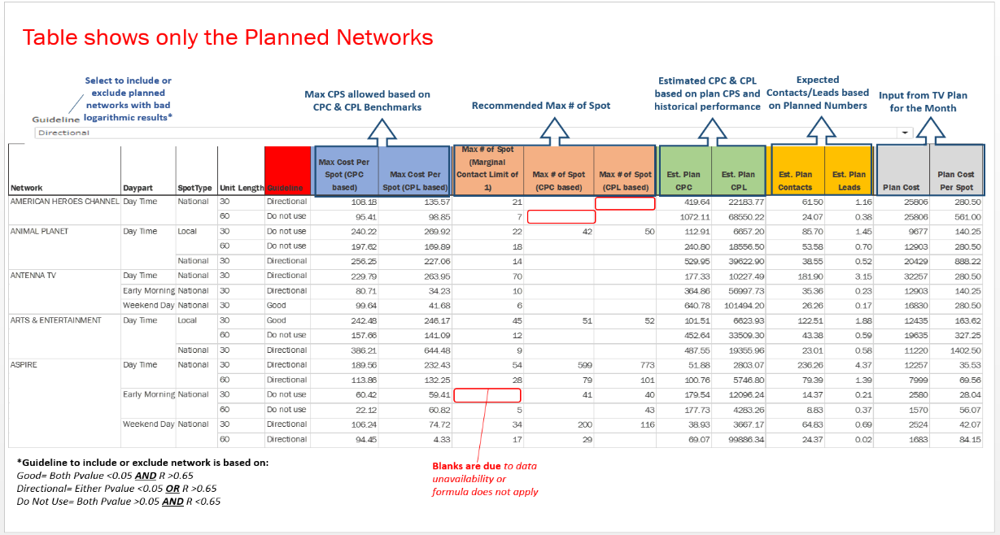 Table shows only the Planned Networks
Select to include or
exclude planned
networks with bad
logarithmic results*
Max CPS allowed based on
CPC & CPL Benchmarks
Recommended Max # of Spot
Estimated CPC & CPL
based on plan CPS and
historical performance
Expected
Contacts/Leads based
on Planned Numbers
Input from TV Plan
for the Month
Guideline
Directional
Network Daypart SpotType Unit Length Guideline Max Cost Per Spot (CPC based) Max Cost Per Spot (CPL based) Max # of Spot (Marginal Contact Limit of 1) Max # of Spot (CPC based) Max # of Spot (CPL based) Est. Plan CPC Est. Plan CPL Est. Plan Contacts Est. Plan Leads Plan Cost Plan Cost Per Spot
AMERICAN HEROES CHANNEL Day Time National 30 Directional 108.18 135.57 21 419.64 22183.77 61.50 1.16 25806 280.50
60 Do not use 95.41 98.85 7 1072.11 68550.22 24.07 0.38 25806 561.00
ANIMAL PLANET Day Time Local 30 Do not use 240.22 269.92 22 42 50 112.91 6657.20 85.70 1.45 9677 140.25
60 Do not use 197.62 169.89 18 240.80 18556.50 53.58 0.70 12903 280.50
National 30 Directional 256.25 227.06 14 529.95 39622.90 38.55 0.52 20429 888.22
ANTENNA TV Day Time National 30 Directional 229.79 263.95 70 177.33 10227.49 181.90 3.15 32257 280.50
Early Morning National 30 Directional 80.71 34.23 10 364.86 56997.73 35.36 0.23 12903 140.25
Weekend Day National 30 Good 99.64 41.68 6 640.78 101494.20 26.26 0.17 16830 280.50
ARTS & ENTERTAINMENT Day Time Local 30 Good 242.48 246.17 45 51 52 101.51 6623.93 122.51 1.88 12435 163.62
60 Do not use 157.66 141.09 12 452.64 33509.30 43.38 0.59 19635 327.25
National 30 Directional 386.21 644.48 9 487.55 19355.96 23.01 0.58 11220 1402.50
ASPIRE Day Time National 30 Directional 189.56 232.43 54 599 773 51.88 2803.07 236.26 4.37 12257 35.53
60 Directional 113.86 132.25 28 79 101 100.76 5746.80 79.39 1.39 7999 69.56
Early Morning National 30 Do not use 60.42 59.41 41 40 179.54 12096.24 14.37 0.21 2580 28.04
60 Do not use 22.12 60.82 5 43 177.73 4283.26 8.83 0.37 1570 56.07
Weekend Day National 30 Directional 106.24 74.72 34 200 116 38.93 3667.17 64.83 0.69 2524 42.07
60 Directional 94.45 4.33 17 29 69.07 99886.34 24.37 0.02 1683 84.15
*Guideline to include or exclude network is based on:
Good= Both Pvalue <0.05 AND R >0.65
Directional= Either Pvalue <0.05 OR R >0.65
Do Not Use= Both Pvalue >0.05 AND R <0.65
Blanks are due to data
unavailability or
formula does not apply